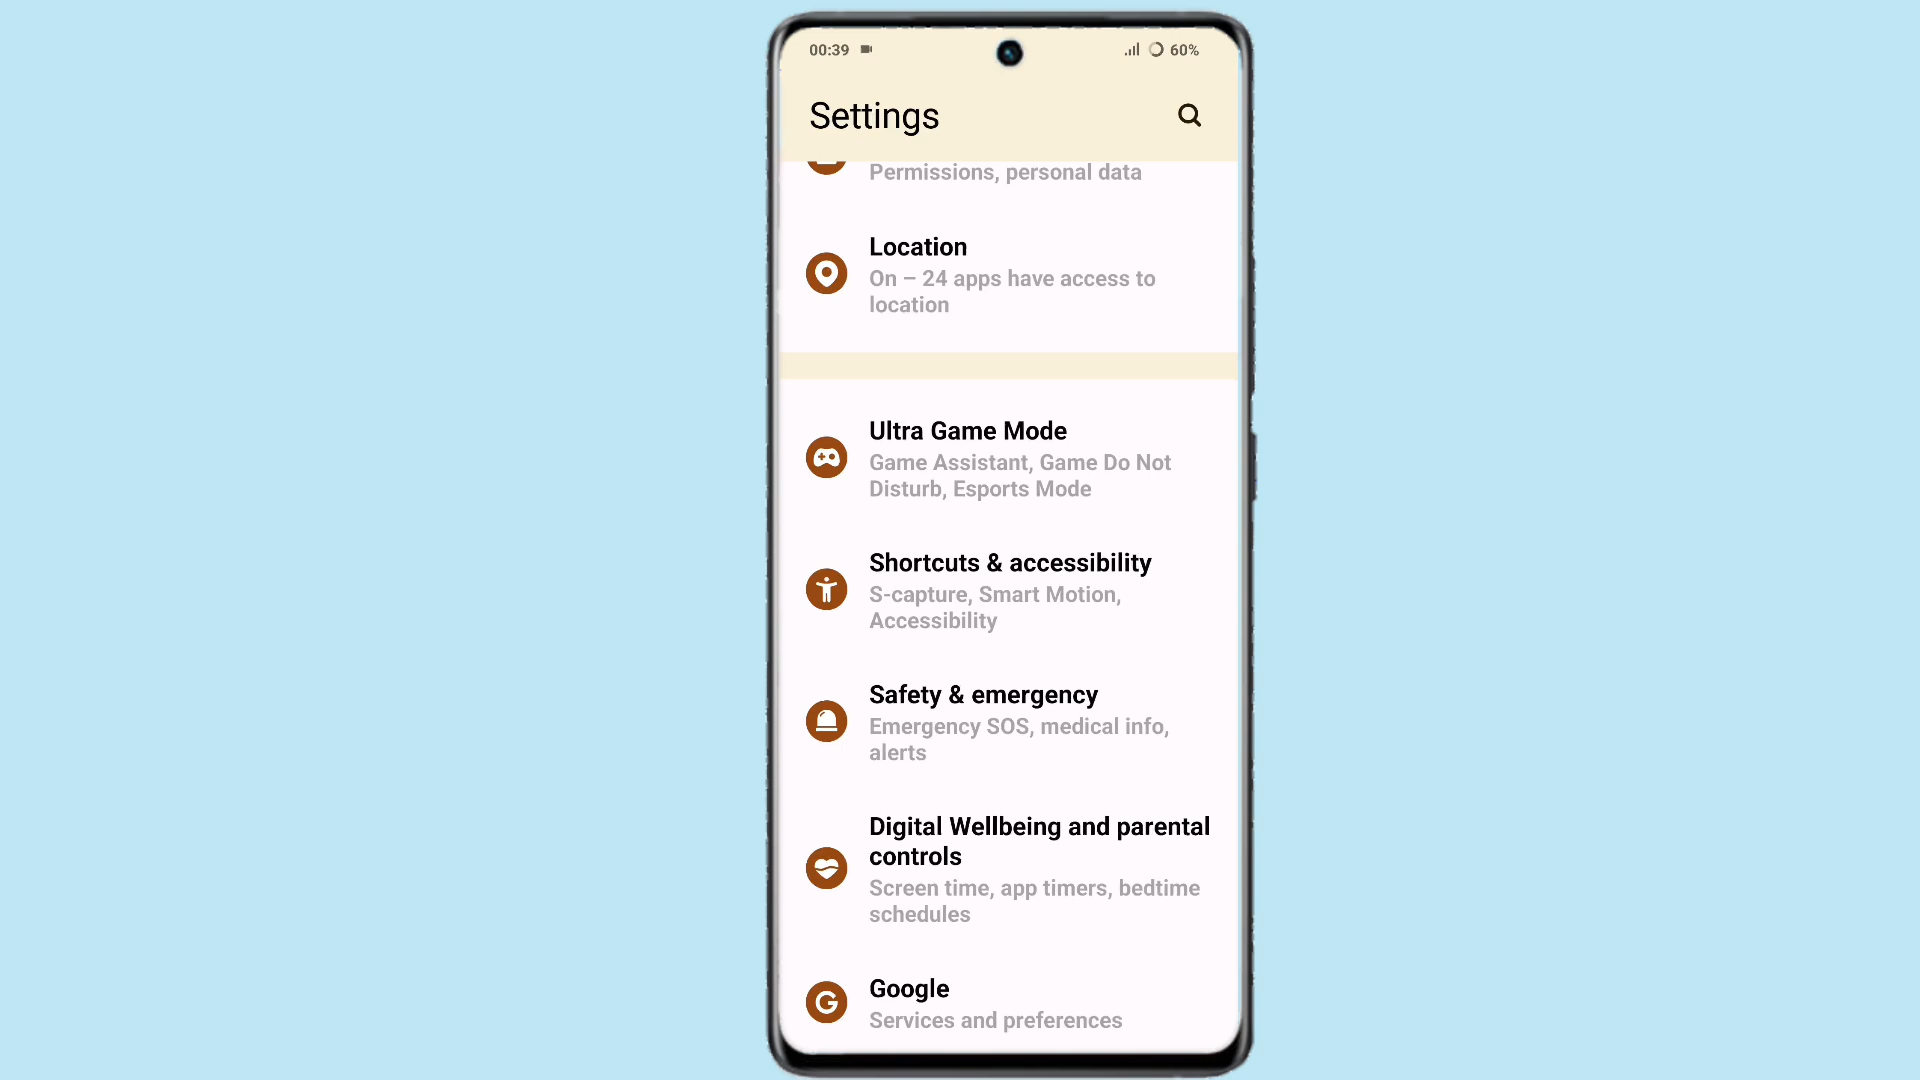 00:39 60%
Settings
Permissions, personal data
Location
On – 24 apps have access to
location
Ultra Game Mode
Game Assistant, Game Do Not
Disturb, Esports Mode
Shortcuts & accessibility
S-capture, Smart Motion,
Accessibility
Safety & emergency
Emergency SOS, medical info,
alerts
Digital Wellbeing and parental
controls
Screen time, app timers, bedtime
schedules
Google
Services and preferences